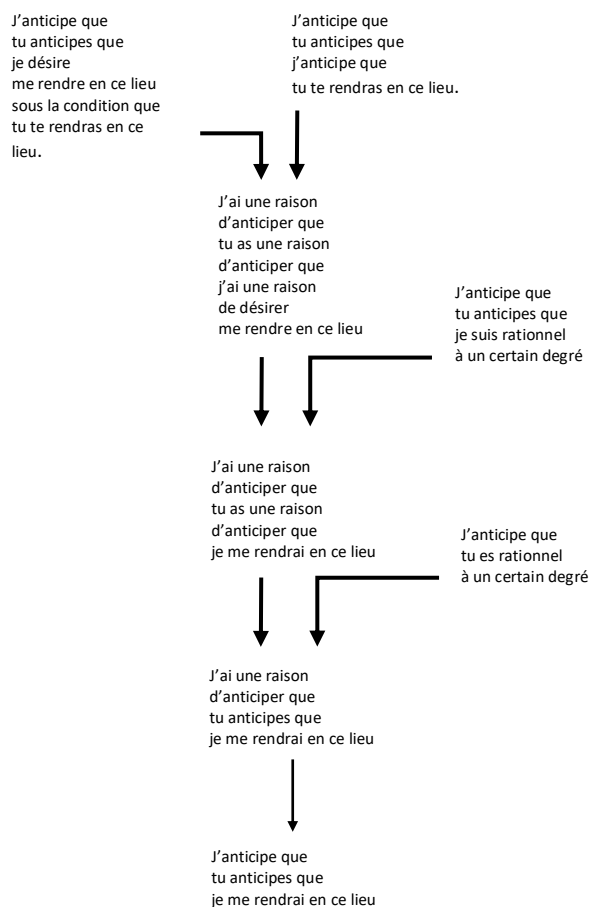 J’anticipe que
tu anticipes que
je désire
me rendre en ce lieu
sous la condition que
tu te rendras en ce
lieu.
J’anticipe que
tu anticipes que
j’antcipe que
tu te rendras en ce lieu.
J’ai une raison
d’anticiper que
tu as une raison
d’anticiper que
j’ai une raison
de désirer
me rendre en ce lieu
J’anticipe que
tu anticipes que
je suis rationnel
à un certain degré
J’ai une raison
d’anticiper que
tu as une raison
d’anticiper que
je me rendrai en ce lieu
J’anticipe que
tu es rationnel
à un certain degré
J’ai une raison
d’anticiper que
tu anticipes que
je me rendrai en ce lieu
J’anticipe que
tu anticipes que
je me rendrai en ce lieu